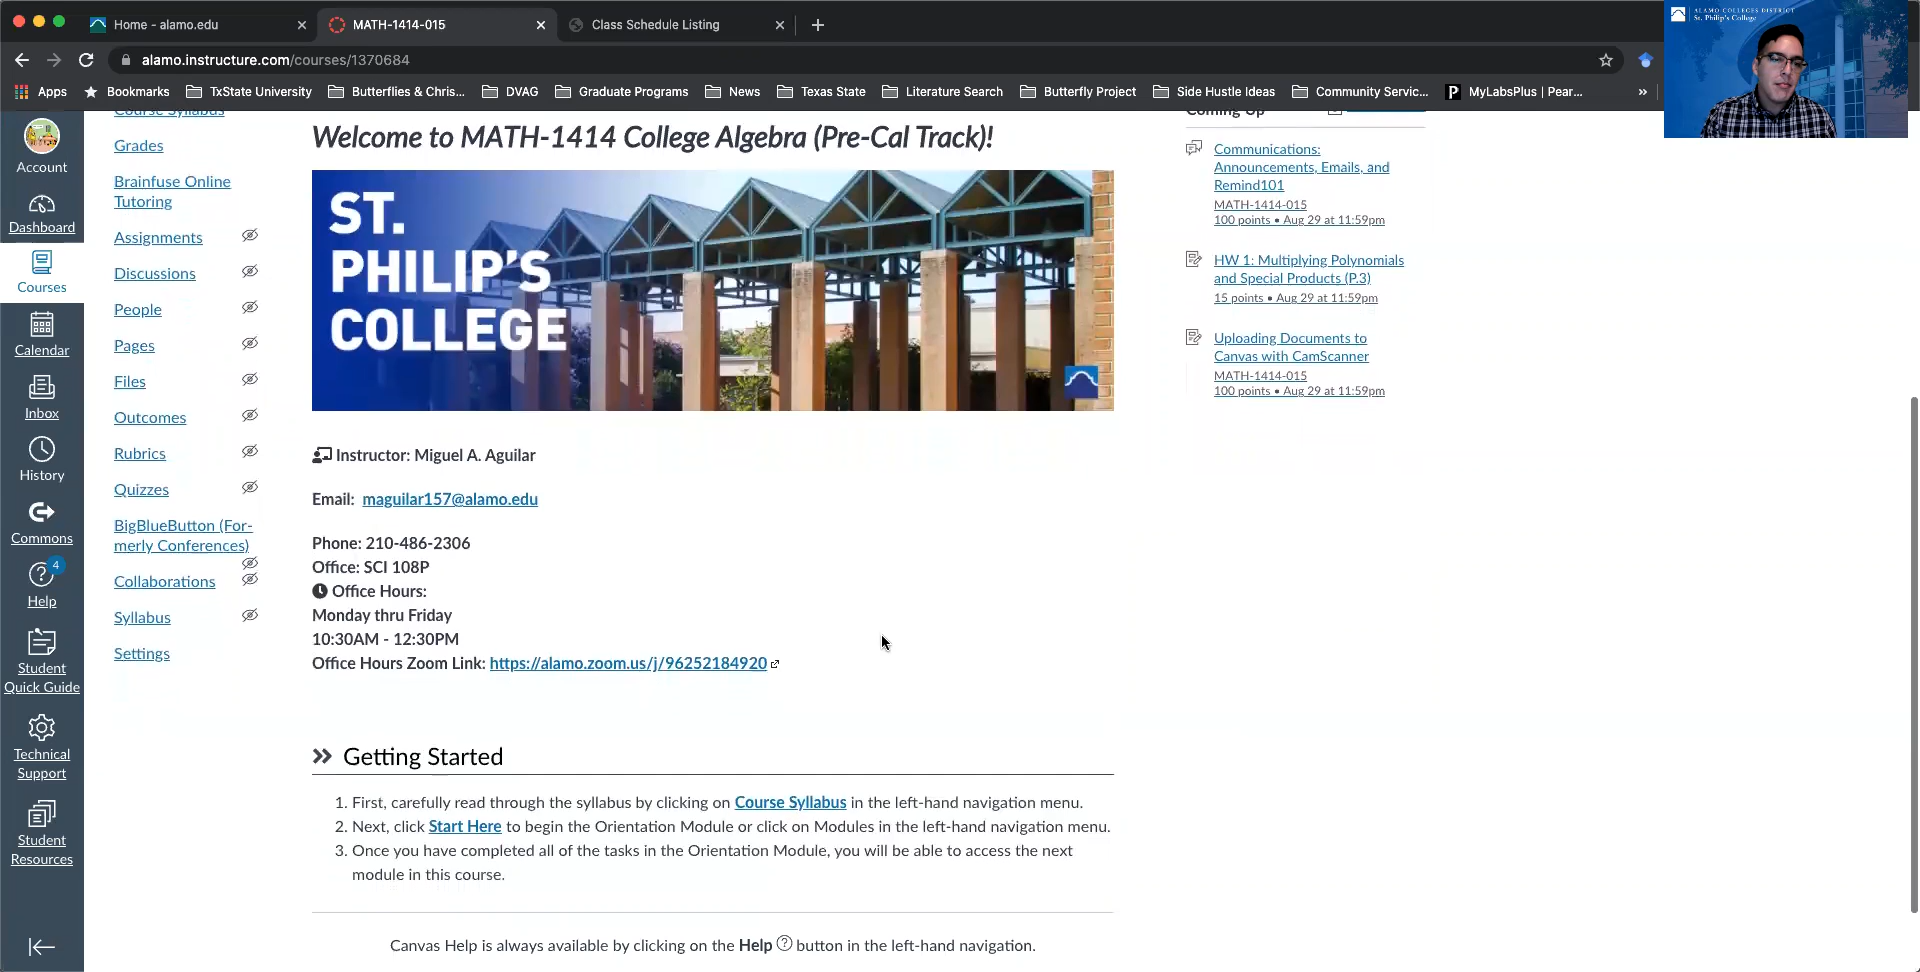 Home - alamo.edu
MATH-1414-015
Class Schedule Listing
alamo.instructure.com/courses/1370684
Apps
Bookmarks
TxState University
Butterflies & Chris...
DVAG
Graduate Programs
News
Texas State
Literature Search
Butterfly Project
Side Hustle Ideas
Community Servic...
MyLabsPlus | Pear...
»
ALAMO COLLEGES DISTRICT
St. Philip's College
Account
Dashboard
Courses
Calendar
Inbox
History
Commons
4
Help
Student
Quick Guide
Technical
Support
Student
Resources
Course Syllabus
Grades
Brainfuse Online
Tutoring
Assignments
Discussions
People
Pages
Files
Outcomes
Rubrics
Quizzes
BigBlueButton (For-
merly Conferences)
Collaborations
Syllabus
Settings
Welcome to MATH-1414 College Algebra (Pre-Cal Track)!
ST.
PHILIP'S
COLLEGE
Instructor: Miguel A. Aguilar
Email: maguilar157@alamo.edu
Phone: 210-486-2306
Office: SCI 108P
Office Hours:
Monday thru Friday
10:30AM - 12:30PM
Office Hours Zoom Link: https://alamo.zoom.us/j/96252184920
Getting Started
1. First, carefully read through the syllabus by clicking on Course Syllabus in the left-hand navigation menu.
2. Next, click Start Here to begin the Orientation Module or click on Modules in the left-hand navigation menu.
3. Once you have completed all of the tasks in the Orientation Module, you will be able to access the next
module in this course.
Canvas Help is always available by clicking on the Help button in the left-hand navigation.
Coming Up
Communications:
Announcements, Emails, and
Remind101
MATH-1414-015
100 points • Aug 29 at 11:59pm
HW 1: Multiplying Polynomials
and Special Products (P.3)
15 points • Aug 29 at 11:59pm
Uploading Documents to
Canvas with CamScanner
MATH-1414-015
100 points • Aug 29 at 11:59pm